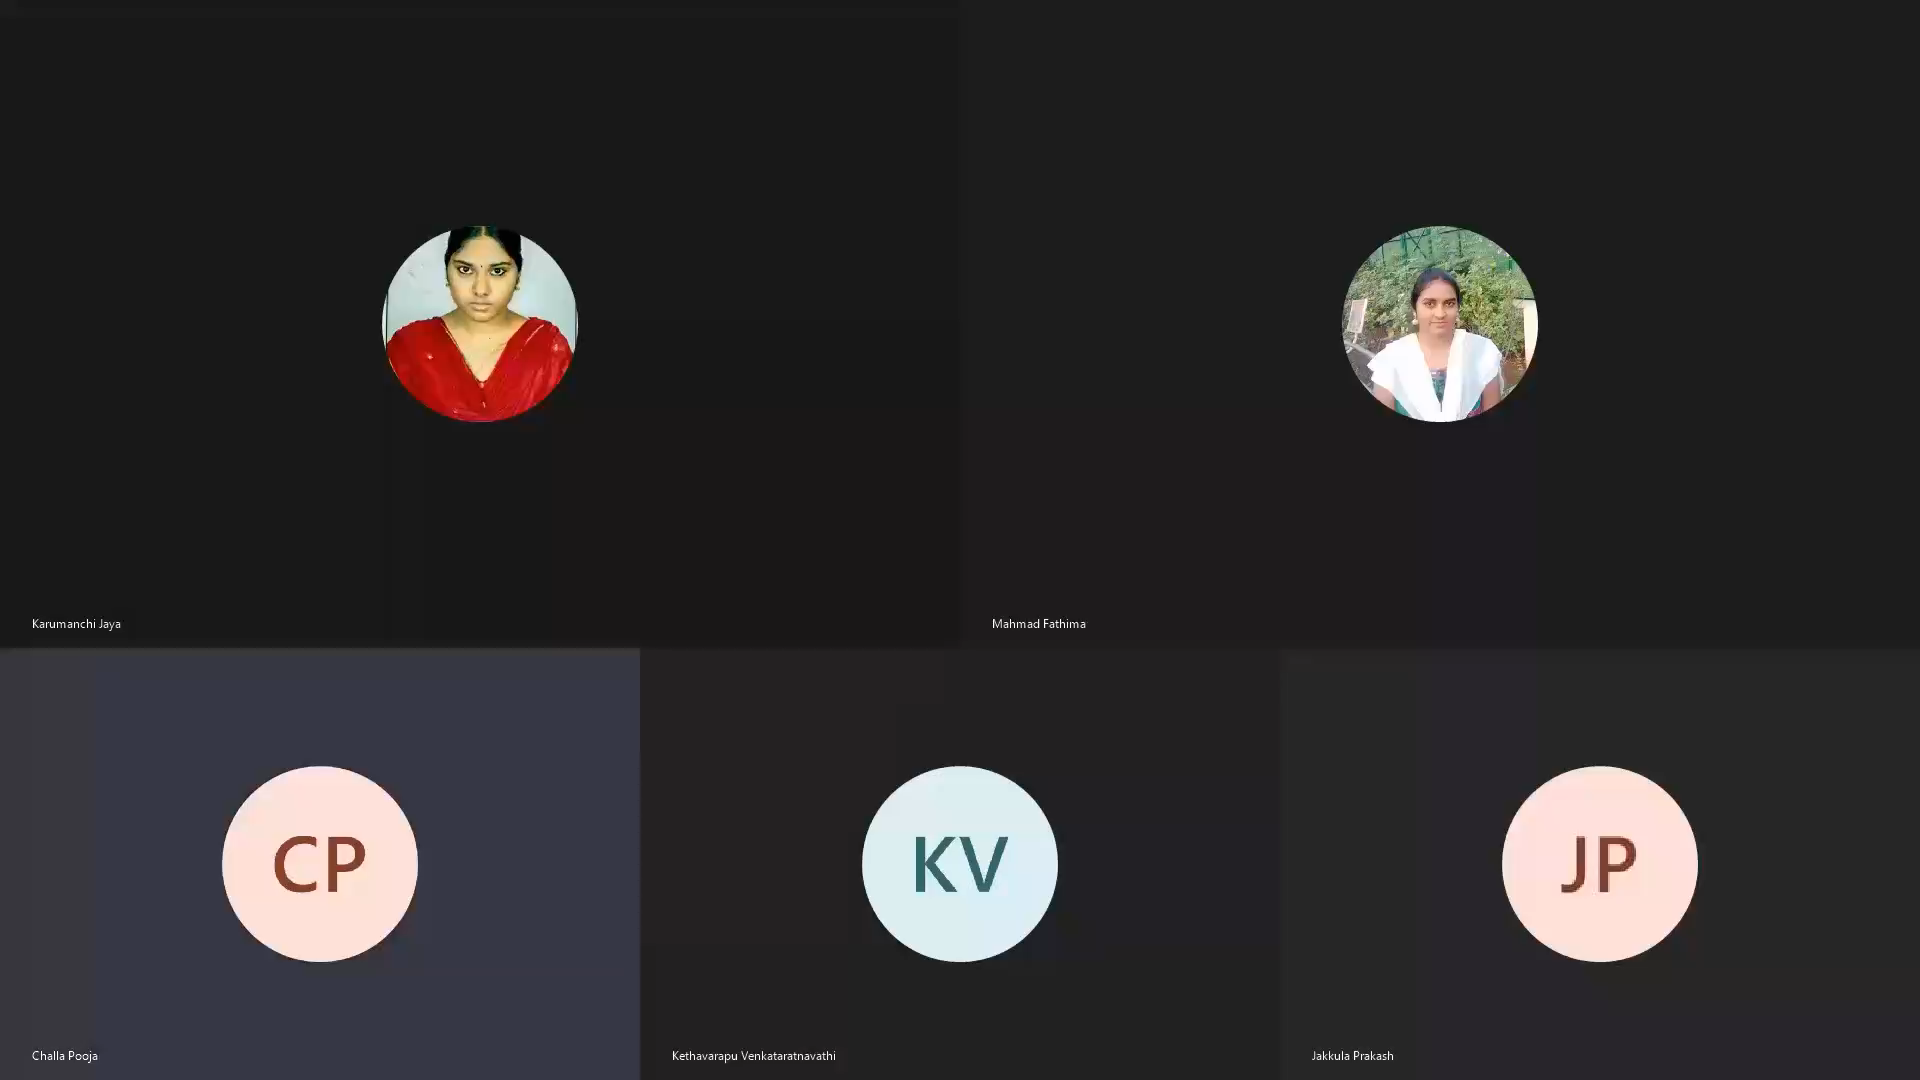 Karumanchi Jaya
Mahmad Fathima
CP
KV
JP
Challa Pooja
Kethavarapu Venkataratnavathi
Jakkula Prakash